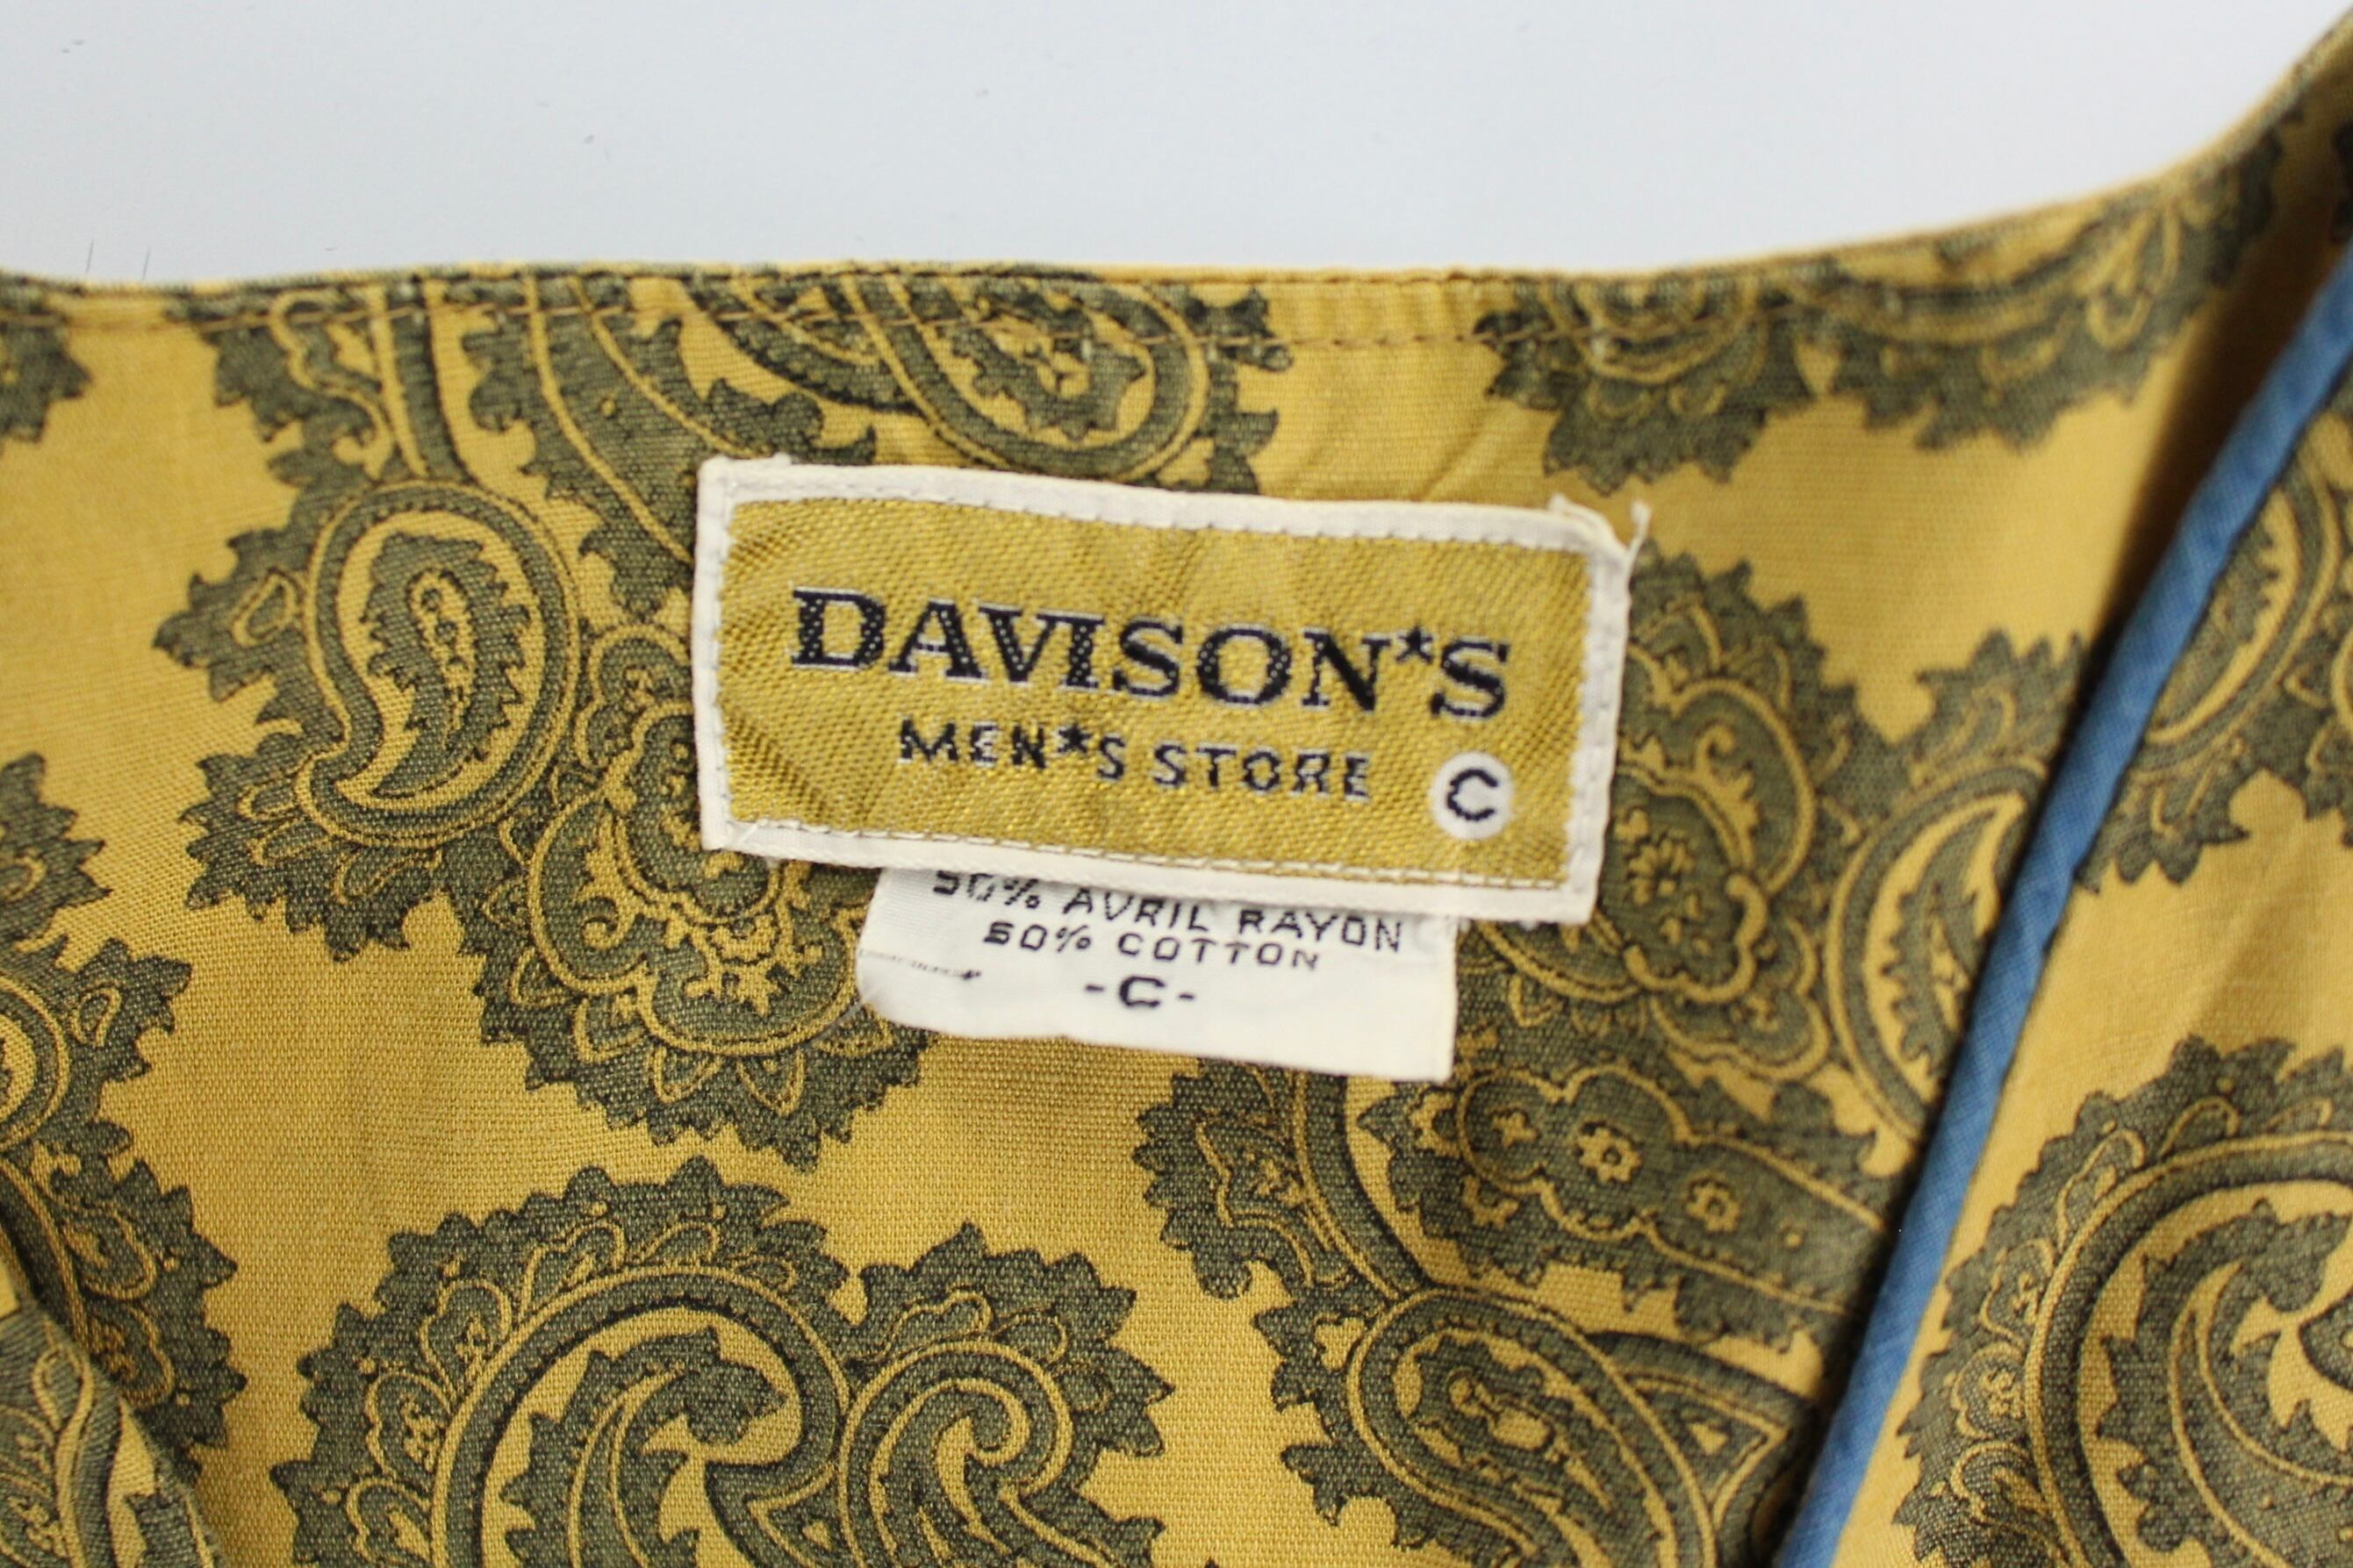 DAVISON*S
MEN*S STORE
C
50% AVRIL RAYON
50% COTTON
-C-